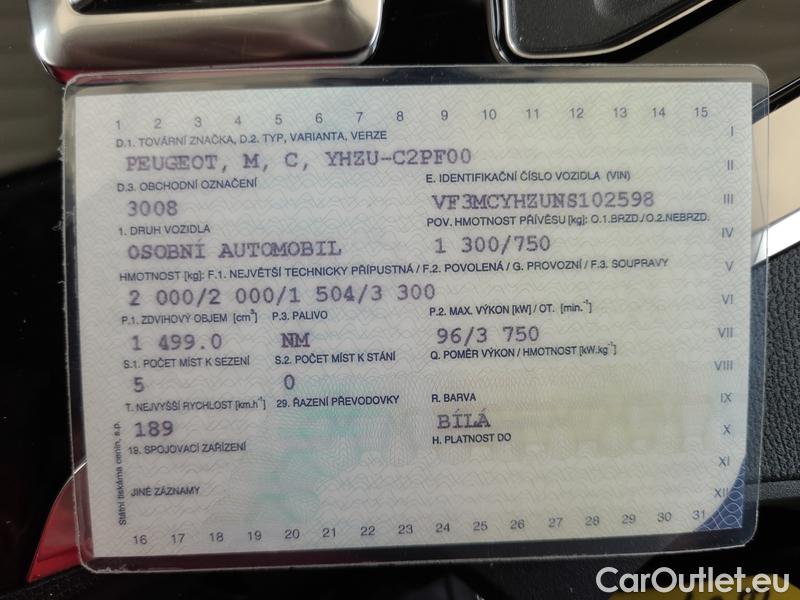 1 2 3 4 5 6 7 8 9 10 11 12 13 14 15
I
D.1. TOVÁRNÍ ZNAČKA, D.2. TYP, VARIANTA, VERZE
PEUGEOT, M, C, YHZU-C2PF00
II
D.3. OBCHODNÍ OZNAČENÍ
E. IDENTIFIKAČNÍ ČÍSLO VOZIDLA (VIN)
3008
VF3MCYHZUNS102598
III
1. DRUH VOZIDLA
POV. HMOTNOST PŘÍVĚSU [kg]: O.1.BRZD./O.2.NEBRZD.
OSOBNÍ AUTOMOBIL
1 300/750
IV
HMOTNOST [kg]: F.1. NEJVĚTŠÍ TECHNICKY PŘÍPUSTNÁ / F.2. POVOLENÁ / G. PROVOZNÍ / F.3. SOUPRAVY
V
2 000/2 000/1 504/3 300
VI
P.1. ZDVIHOVÝ OBJEM [cm³]
P.3. PALIVO
P.2. MAX. VÝKON [kW] / OT. [min.⁻¹]
1 499.0
NM
96/3 750
VII
S.1. POČET MÍST K SEZENÍ
S.2. POČET MÍST K STÁNÍ
Q. POMĚR VÝKON / HMOTNOST [kW.kg⁻¹]
VIII
5
0
T. NEJVYŠŠÍ RYCHLOST [km.h⁻¹]
29. ŘAZENÍ PŘEVODOVKY
R. BARVA
IX
189
BÍLÁ
X
18. SPOJOVACÍ ZAŘÍZENÍ
H. PLATNOST DO
XI
JINÉ ZÁZNAMY
XII
Státní tiskárna cenin, s.p.
16 17 18 19 20 21 22 23 24 25 26 27 28 29 30 31
CarOutlet.eu